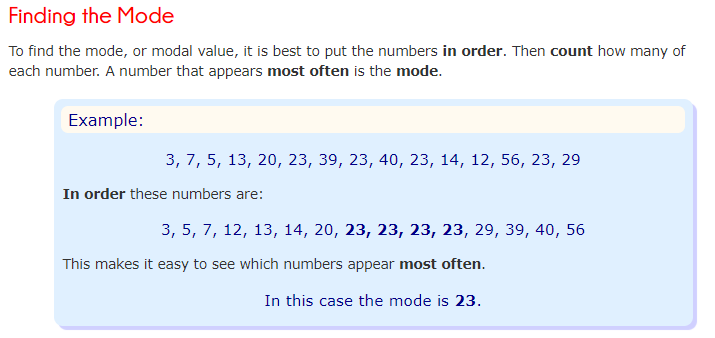 Finding the Mode
To find the mode, or modal value, it is best to put the numbers in order. Then count how many of
each number. A number that appears most often is the mode.
Example:
3, 7, 5, 13, 20, 23, 39, 23, 40, 23, 14, 12, 56, 23, 29
In order these numbers are:
3, 5, 7, 12, 13, 14, 20, 23, 23, 23, 23, 29, 39, 40, 56
This makes it easy to see which numbers appear most often.
In this case the mode is 23.